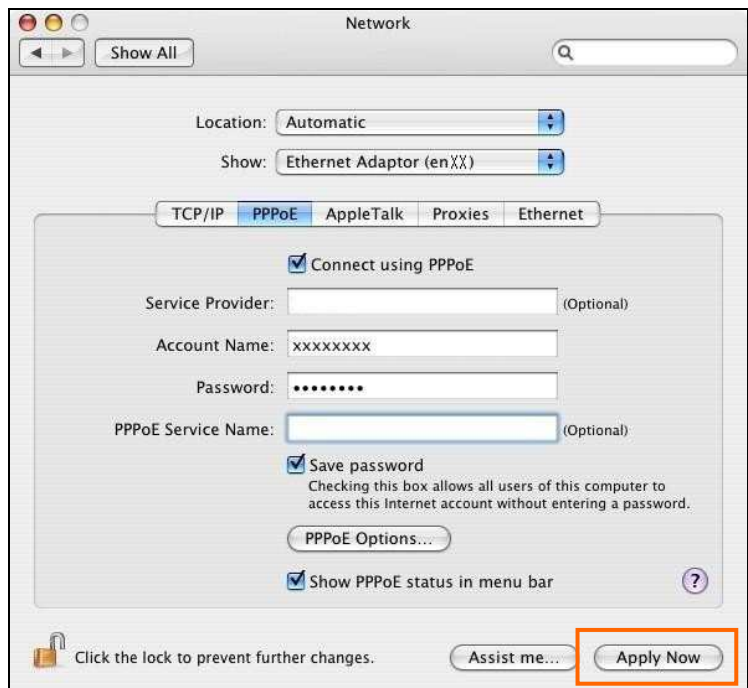 Network
Show All
Location: Automatic
Show: Ethernet Adaptor (enXX)
TCP/IP PPPoE AppleTalk Proxies Ethernet
Connect using PPPoE
Service Provider: (Optional)
Account Name: xxxxxxxx
Password: ••••••••
PPPoE Service Name: (Optional)
Save password
Checking this box allows all users of this computer to
access this Internet account without entering a password.
PPPoE Options...
Show PPPoE status in menu bar ?
Click the lock to prevent further changes. Assist me... Apply Now